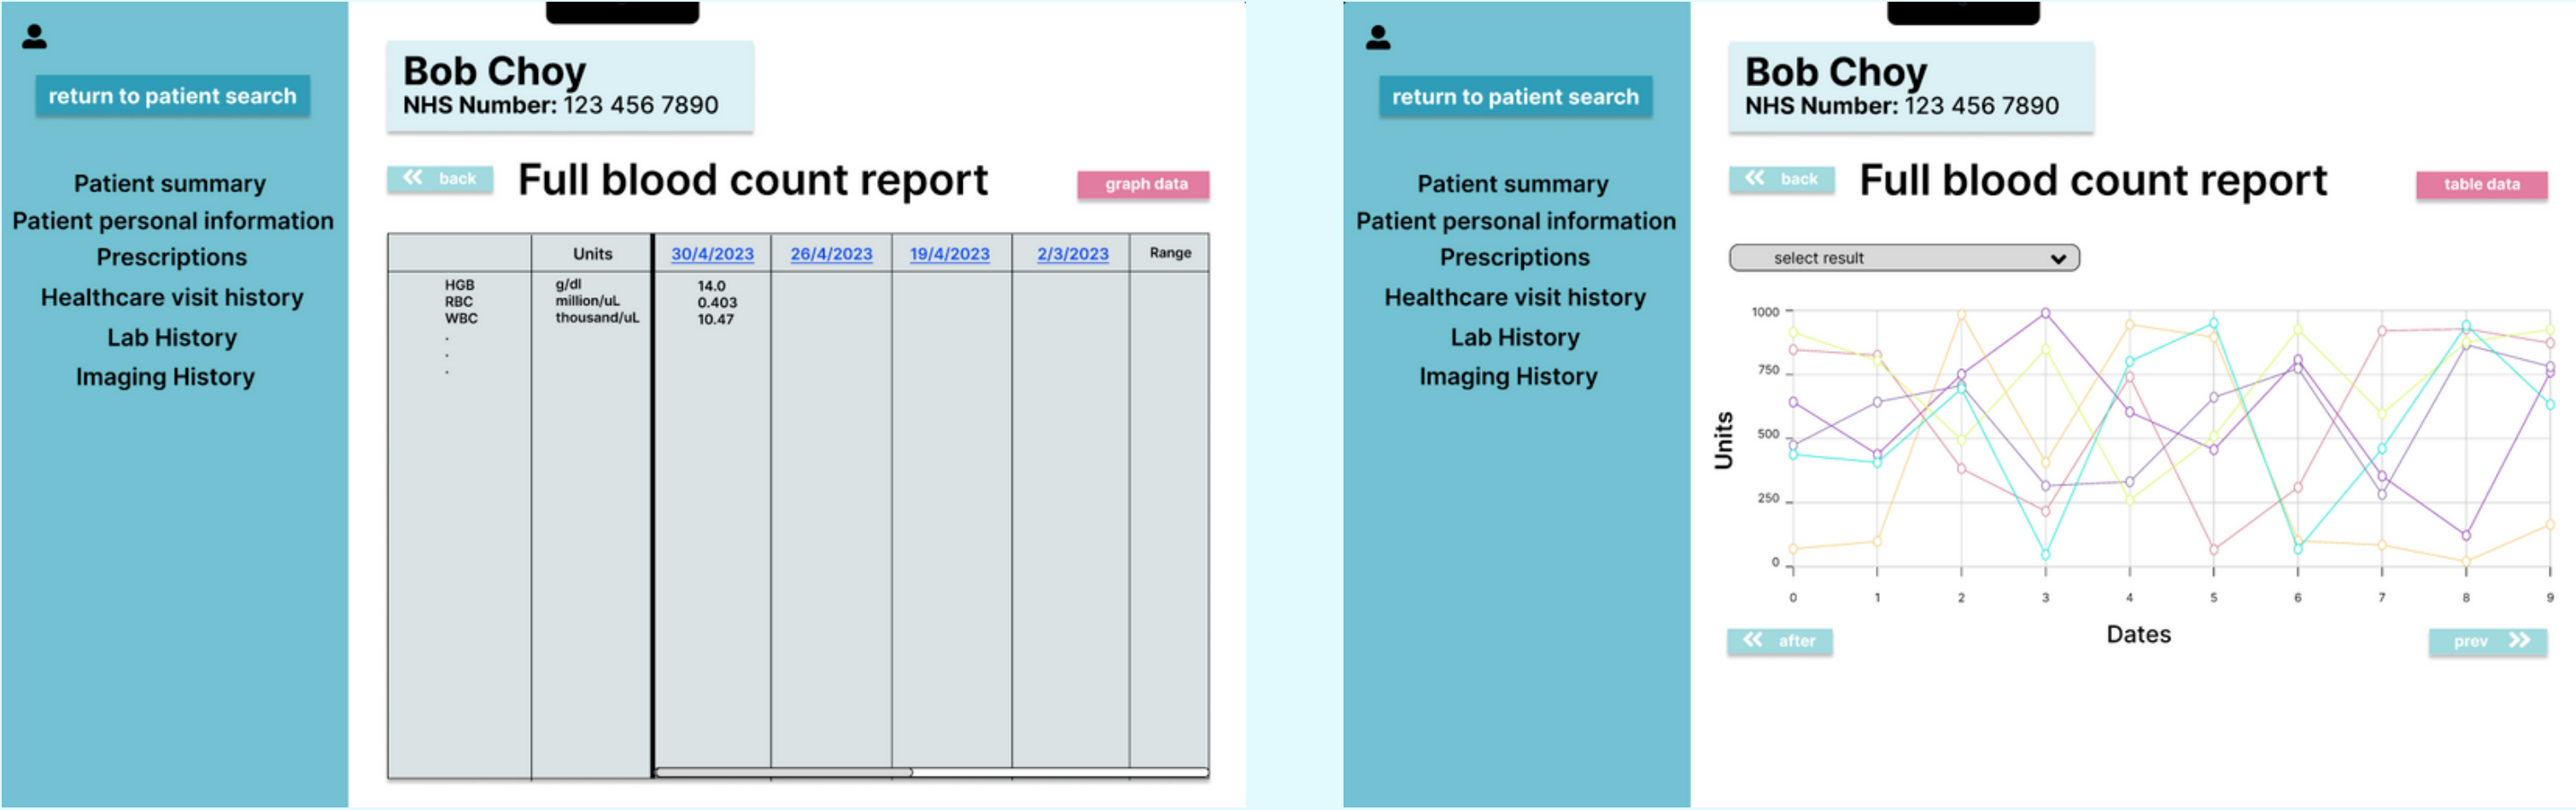 return to patient search
Patient summary
Patient personal information
Prescriptions
Healthcare visit history
Lab History
Imaging History
Bob Choy
NHS Number: 123 456 7890
back
Full blood count report
graph data
Units 30/4/2023 26/4/2023 19/4/2023 2/3/2023 Range
HGB g/dl 14.0
RBC million/uL 0.403
WBC thousand/uL 10.47
.
.
.
return to patient search
Patient summary
Patient personal information
Prescriptions
Healthcare visit history
Lab History
Imaging History
Bob Choy
NHS Number: 123 456 7890
back
Full blood count report
table data
select result
Units
1000
750
500
250
0
0 1 2 3 4 5 6 7 8 9
Dates
after
prev